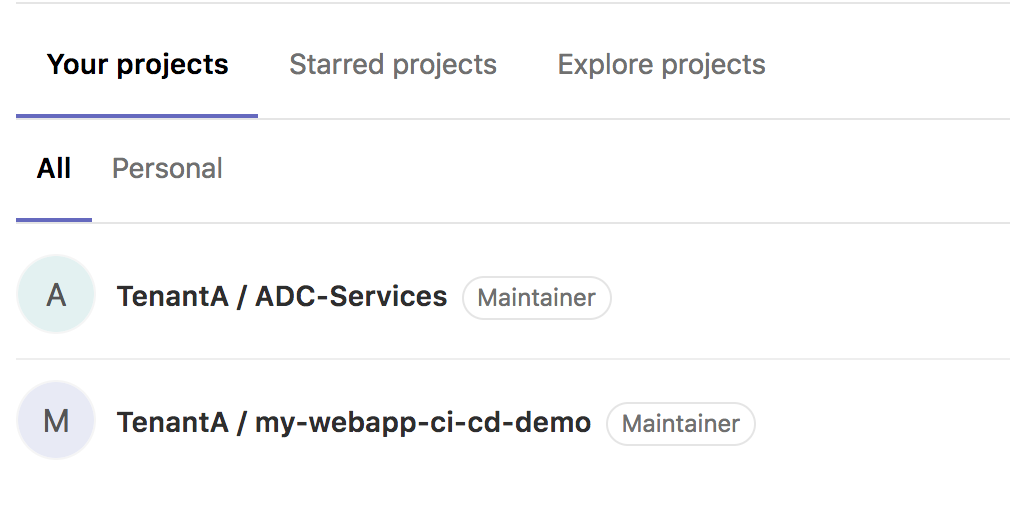 Your projects Starred projects Explore projects
All Personal
A TenantA / ADC-Services Maintainer
M TenantA / my-webapp-ci-cd-demo Maintainer